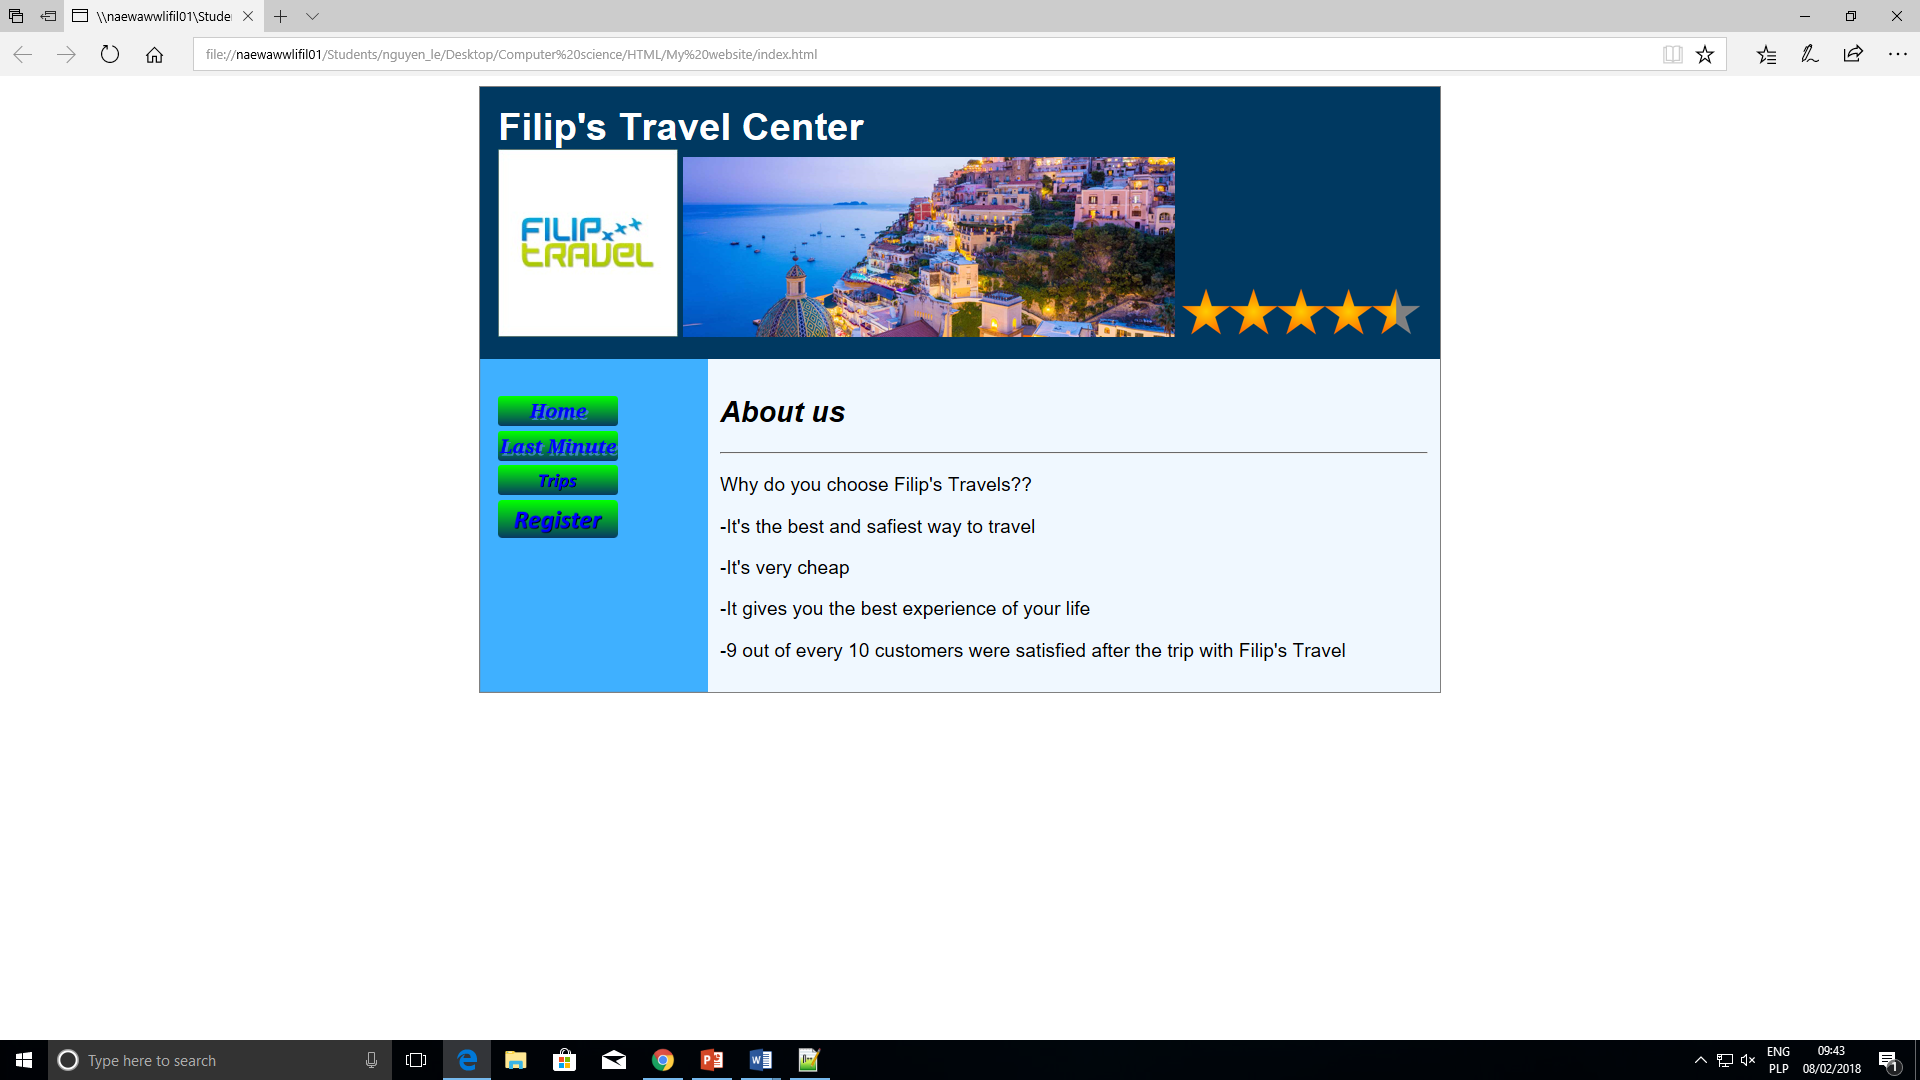 \\naewawwlifil01\Stude
file://naewawwlifil01/Students/nguyen_le/Desktop/Computer%20science/HTML/My%20website/index.html
Filip's Travel Center
FILIP
TRAVEL
Home
Last Minute
Trips
Register
About us
Why do you choose Filip's Travels??
-It's the best and safiest way to travel
-It's very cheap
-It gives you the best experience of your life
-9 out of every 10 customers were satisfied after the trip with Filip's Travel
Type here to search
ENG
PLP
09:43
08/02/2018
1